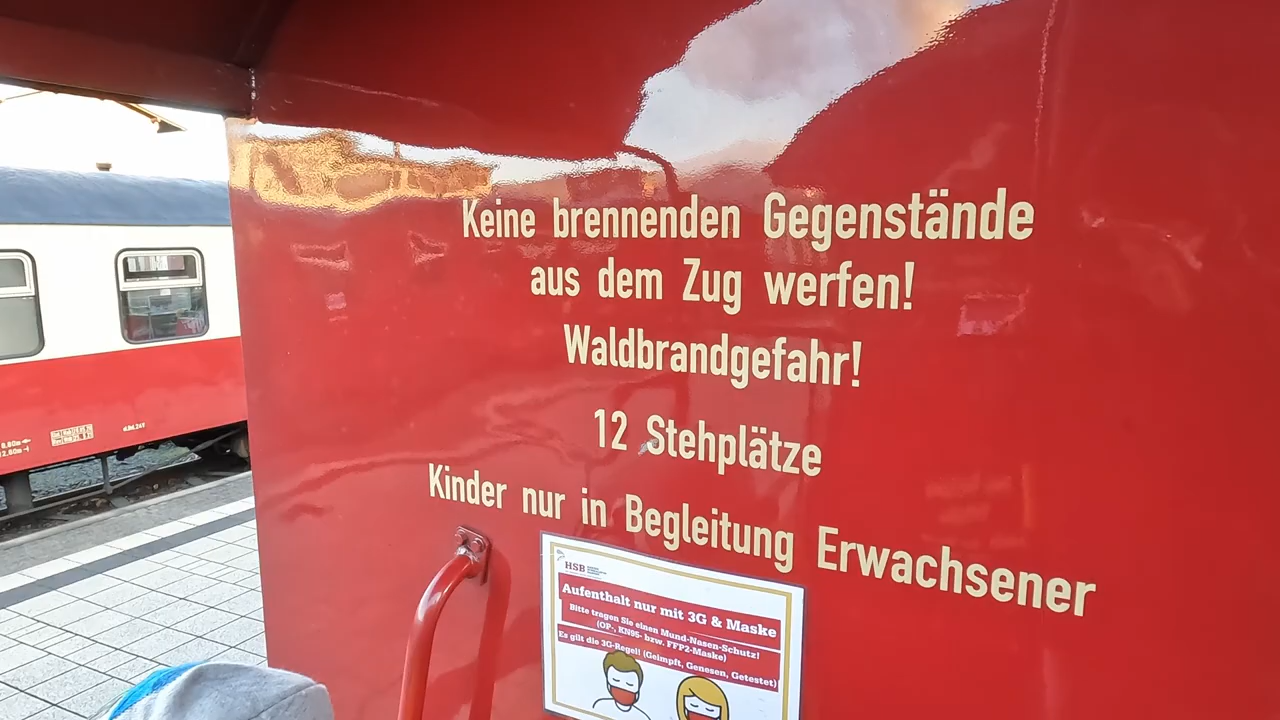 Keine brennenden Gegenstände
aus dem Zug werfen!
Waldbrandgefahr!
12 Stehplätze
Kinder nur in Begleitung Erwachsener
HSB
Aufenthalt nur mit 3G & Maske
Bitte tragen Sie einen Mund-Nasen-Schutz!
(OP-, KN95- bzw. FFP2-Maske)
Es gilt die 3G-Regel! (Geimpft, Genesen, Getestet)